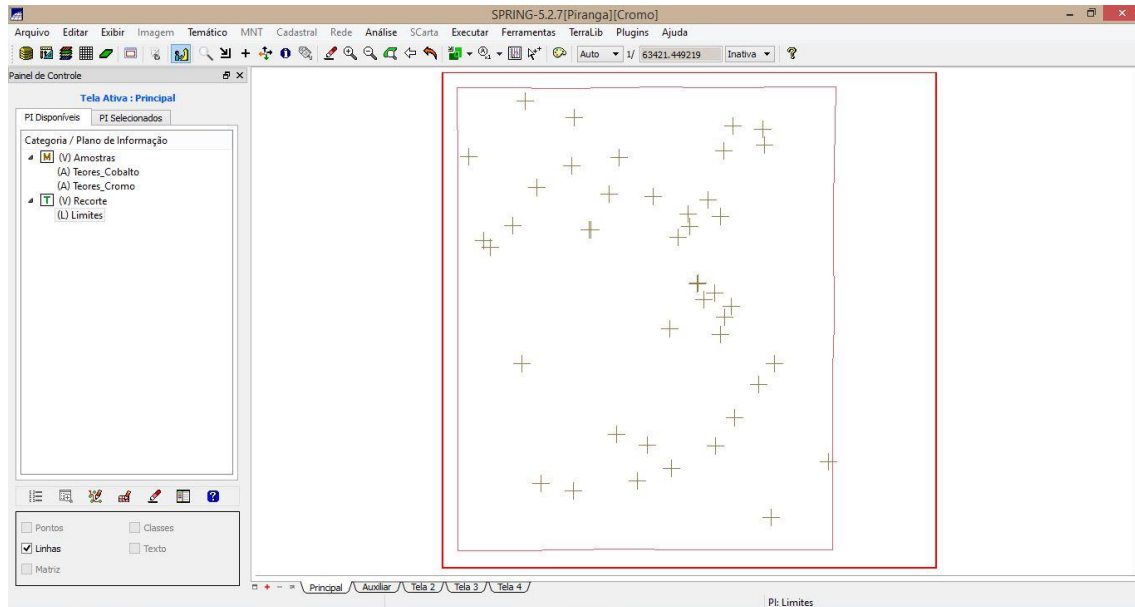 SPRING-5.2.7[Piranga][Cromo]
Arquivo Editar Exibir Imagem Temático MNT Cadastral Rede Análise SCarta Executar Ferramentas TerraLib Plugins Ajuda
Auto 1/ 63421.449219 Inativa
Painel de Controle
Tela Ativa : Principal
PI Disponíveis PI Selecionados
Categoria / Plano de Informação
M (V) Amostras
(A) Teores_Cobalto
(A) Teores_Cromo
T (V) Recorte
(L) Limites
Pontos Classes
Linhas Texto
Matriz
Principal Auxiliar Tela 2 Tela 3 Tela 4
PI: Limites